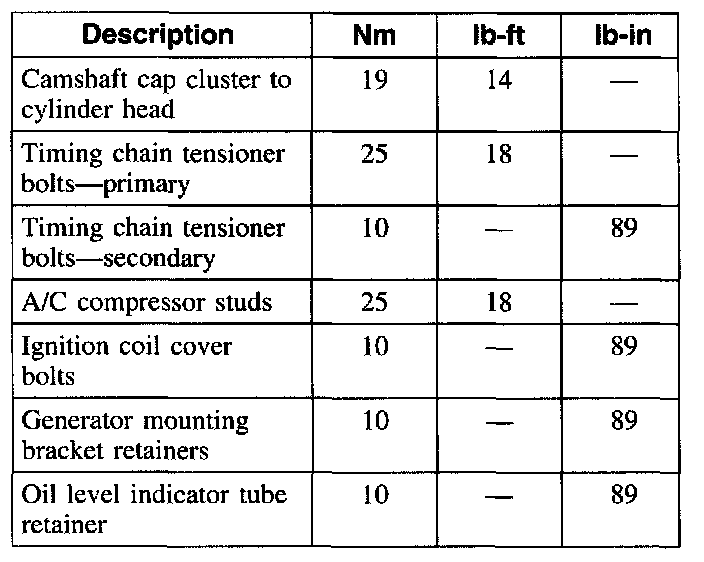 Description Nm lb-ft lb-in
Camshaft cap cluster to 19 14 —
cylinder head
Timing chain tensioner 25 18 —
bolts—primary
Timing chain tensioner 10 — 89
bolts—secondary
A/C compressor studs 25 18 —
Ignition coil cover 10 — 89
bolts
Generator mounting 10 — 89
bracket retainers
Oil level indicator tube 10 — 89
retainer